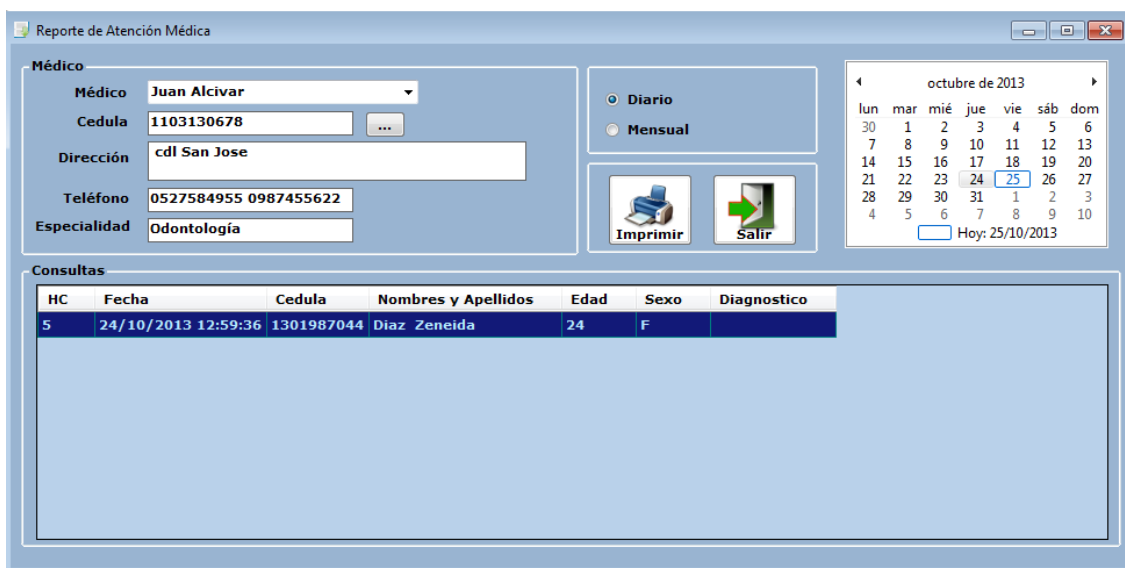 Reporte de Atención Médica
Médico
Médico Juan Alcivar
Cedula 1103130678 ...
Dirección cdl San Jose
Teléfono 0527584955 0987455622
Especialidad Odontología
Diario
Mensual
Imprimir Salir
octubre de 2013
lun mar mié jue vie sáb dom
30 1 2 3 4 5 6
7 8 9 10 11 12 13
14 15 16 17 18 19 20
21 22 23 24 25 26 27
28 29 30 31 1 2 3
4 5 6 7 8 9 10
Hoy: 25/10/2013
Consultas
HC Fecha Cedula Nombres y Apellidos Edad Sexo Diagnostico
5 24/10/2013 12:59:36 1301987044 Diaz Zeneida 24 F